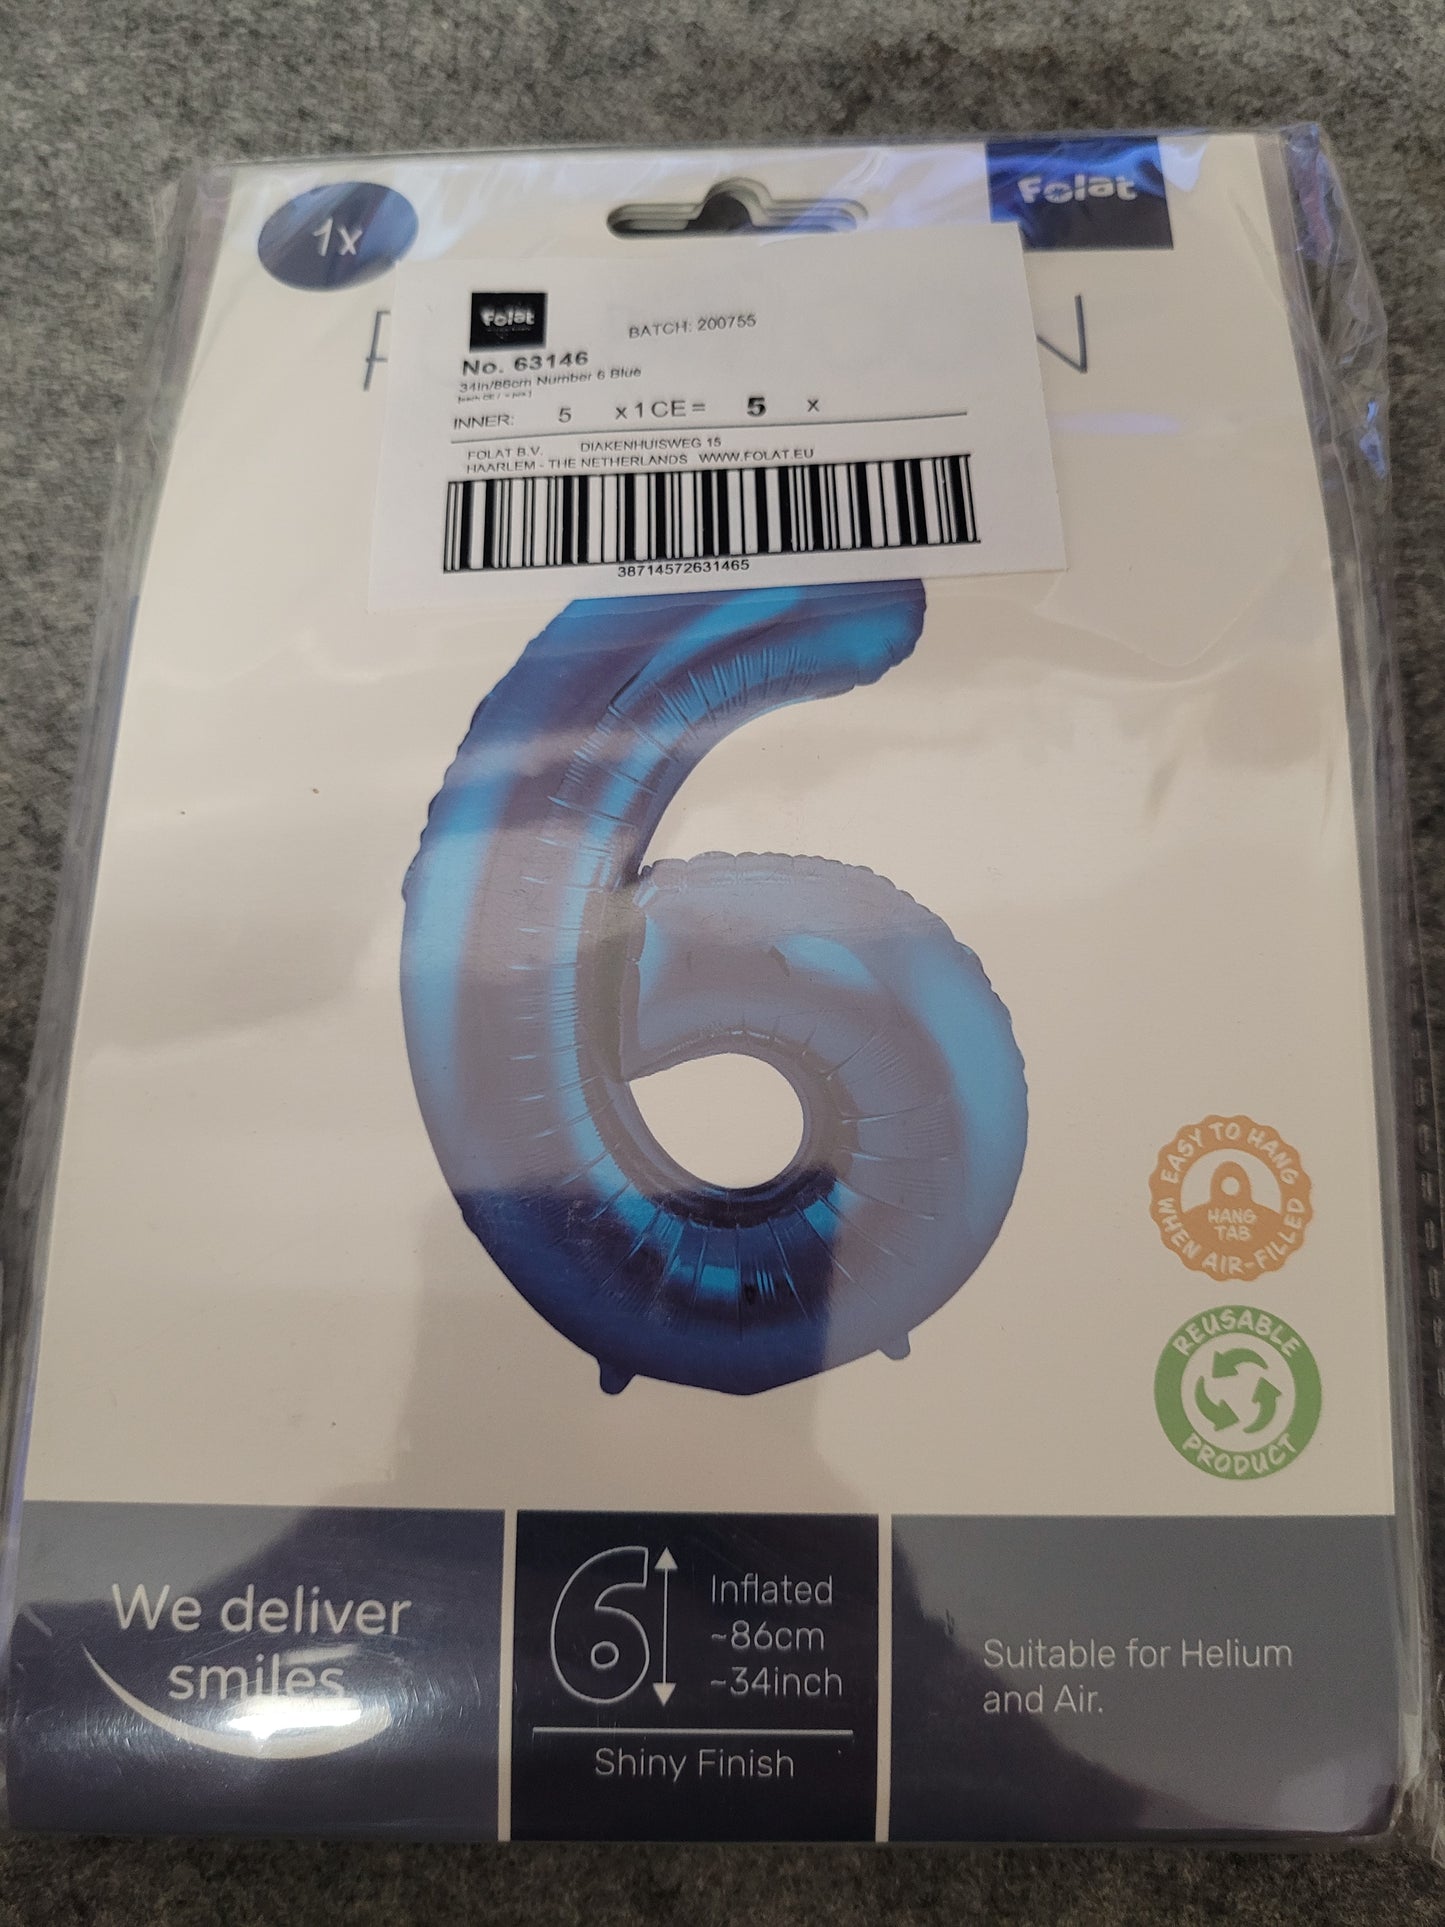 1x
Folat
Folat
BATCH: 200755
No. 63146
34in/86cm Number 6 Blue
INNER: 5 x 1 CE = 5 x
FOLAT B.V. DIAKENHUISWEG 15
HAARLEM - THE NETHERLANDS WWW.FOLAT.EU
38714572631465
EASY TO HANG
WHEN AIR-FILLED
HANG
TAB
REUSABLE
PRODUCT
We deliver
smiles
6
Inflated
~86cm
~34inch
Shiny Finish
Suitable for Helium
and Air.